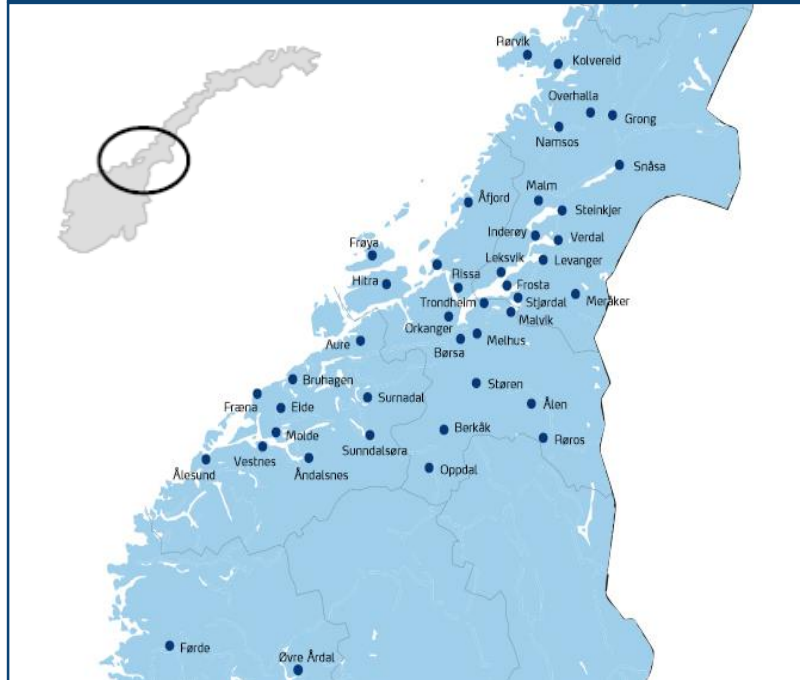 Rørvik
Kolvereid
Overhalla
Grong
Namsos
Snåsa
Malm
Åfjord
Steinkjer
Inderøy
Verdal
Frøya
Levanger
Leksvik
Rissa
Hitra
Frosta
Trondheim
Stjørdal
Meråker
Malvik
Orkanger
Aure
Børsa
Melhus
Bruhagen
Støren
Surnadal
Ålen
Fræna
Eide
Berkåk
Molde
Røros
Sunndalsøra
Vestnes
Oppdal
Ålesund
Åndalsnes
Førde
Øvre Årdal